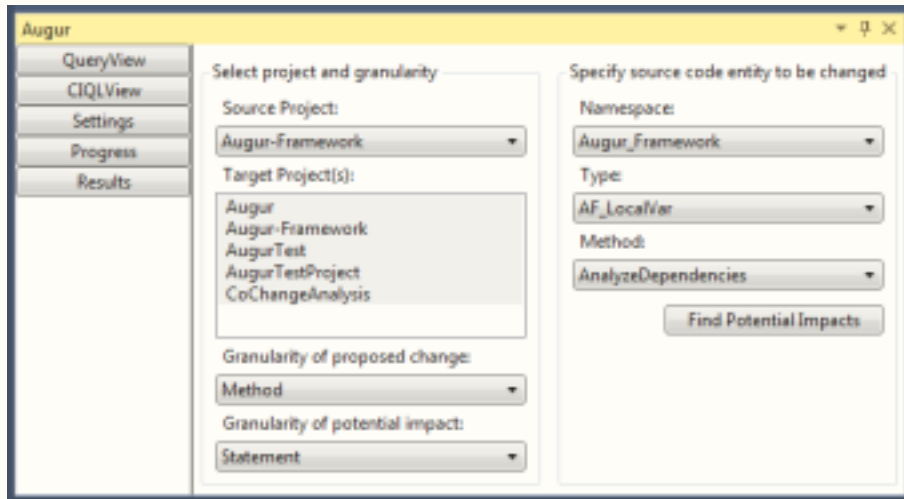 Augur
QueryView
CIQLView
Settings
Progress
Results
Select project and granularity
Source Project:
Augur-Framework
Target Project(s):
Augur
Augur-Framework
AugurTest
AugurTestProject
CoChangeAnalysis
Granularity of proposed change:
Method
Granularity of potential impact:
Statement
Specify source code entity to be changed
Namespace:
Augur_Framework
Type:
AF_LocalVar
Method:
AnalyzeDependencies
Find Potential Impacts